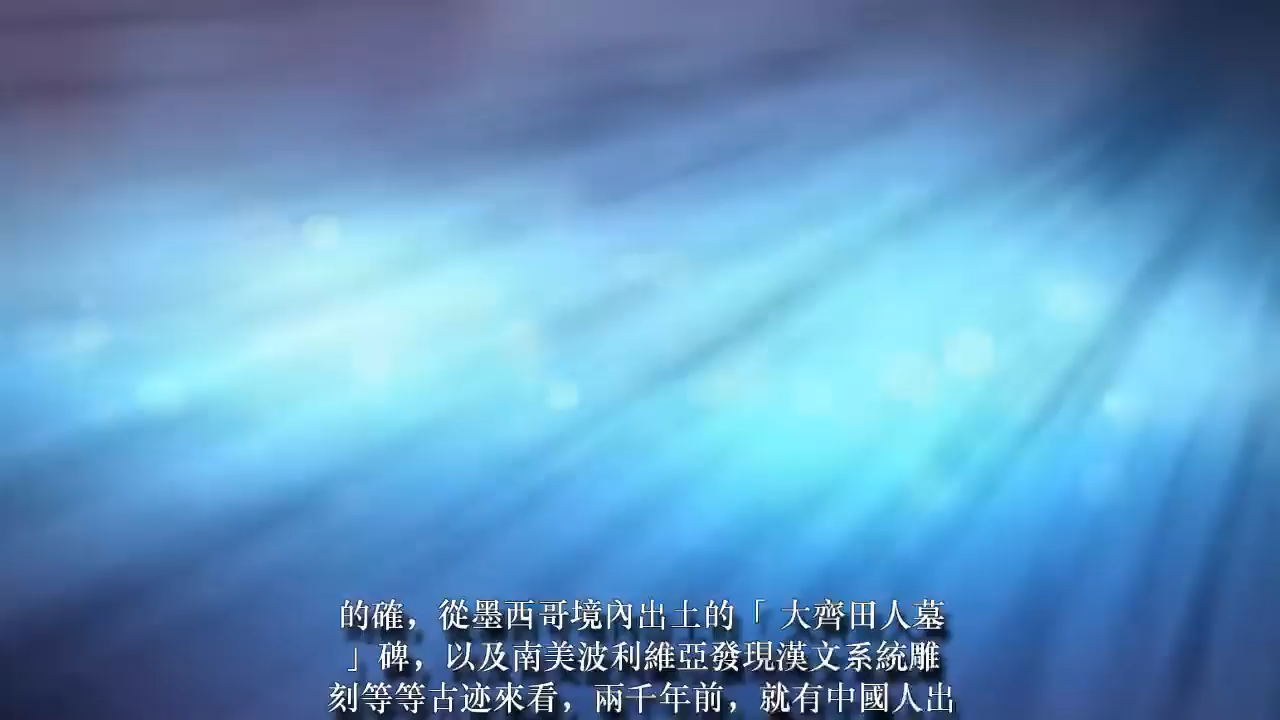 的確，從墨西哥境內出土的「 大齊田人墓
」碑，以及南美波利維亞發現漢文系統雕
刻等等古迹來看，兩千年前，就有中國人出